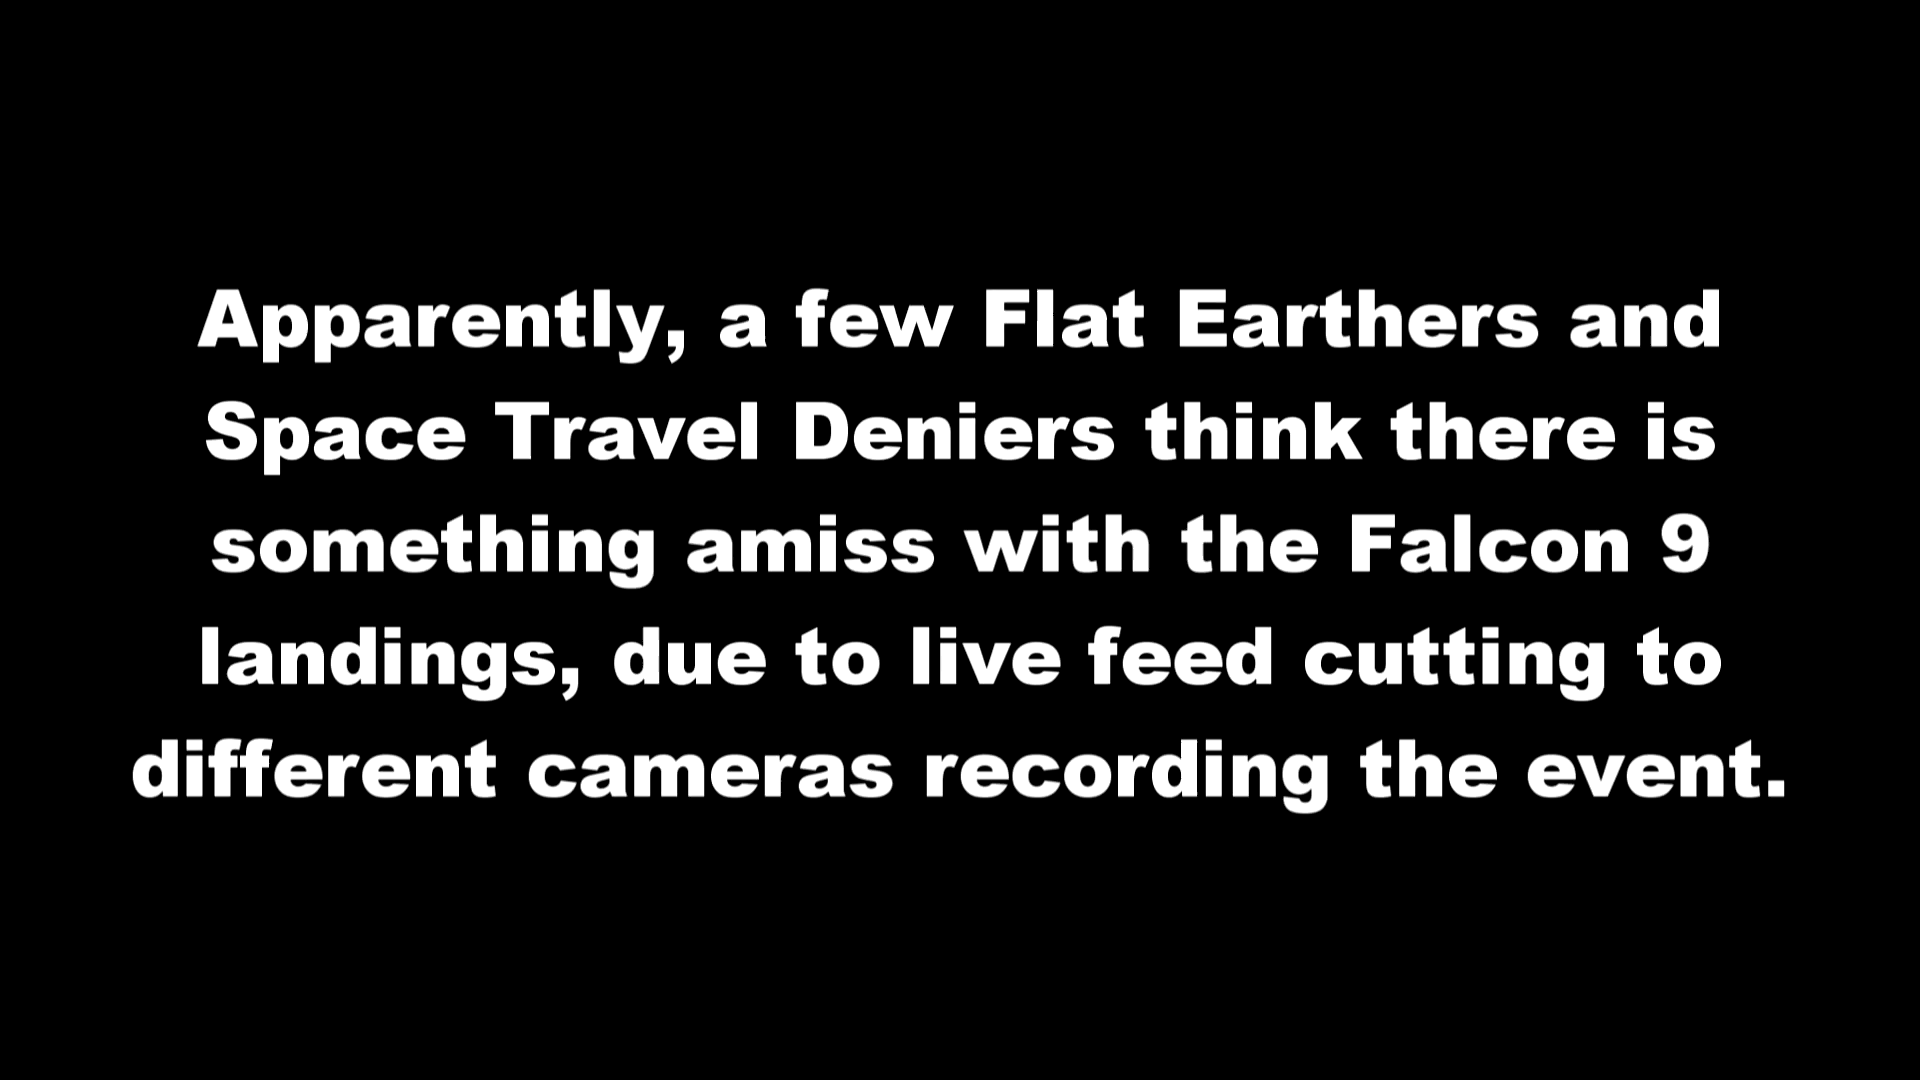 Apparently, a few Flat Earthers and
Space Travel Deniers think there is
something amiss with the Falcon 9
landings, due to live feed cutting to
different cameras recording the event.